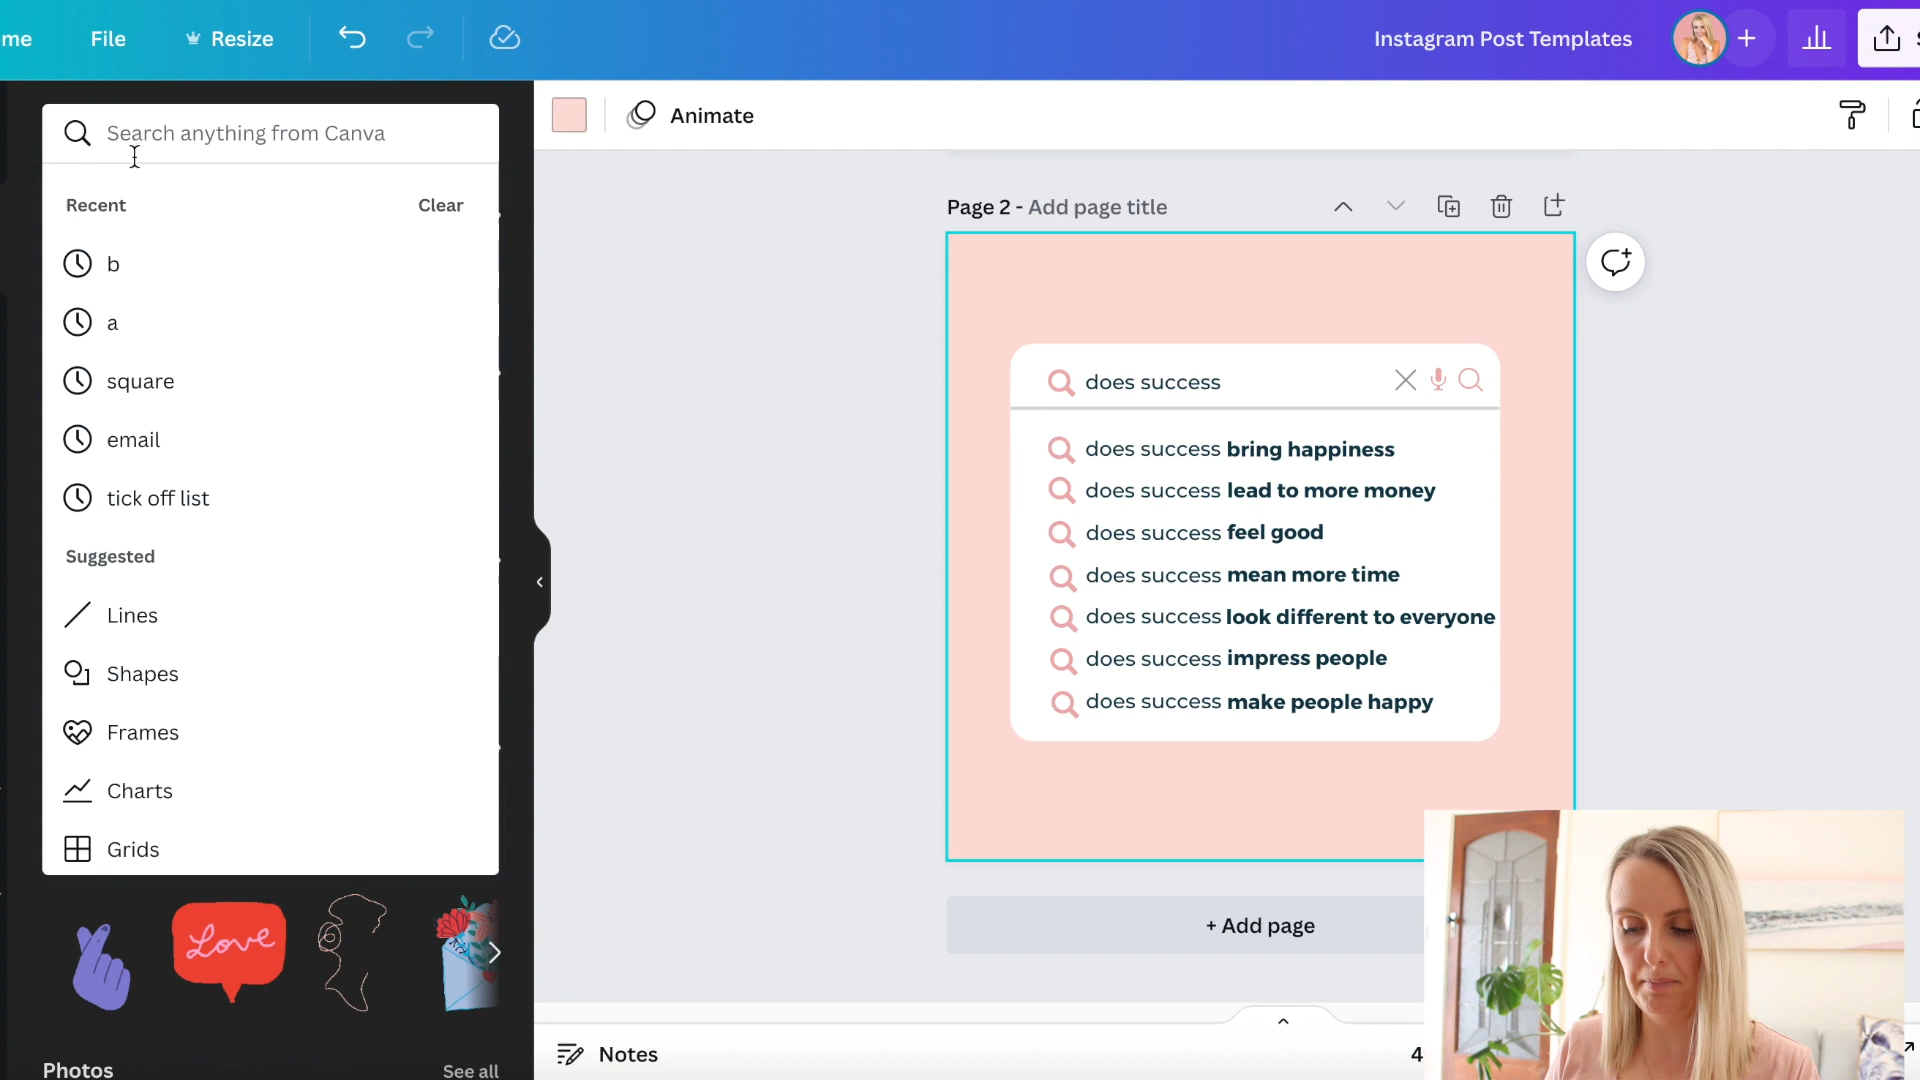 me File Resize Instagram Post Templates
Search anything from Canva
Animate
Recent Clear
b
a
square
email
tick off list
Suggested
Lines
Shapes
Frames
Charts
Grids
Love
Photos See all
Page 2 - Add page title
does success
does success bring happiness
does success lead to more money
does success feel good
does success mean more time
does success look different to everyone
does success impress people
does success make people happy
+ Add page
Notes
4